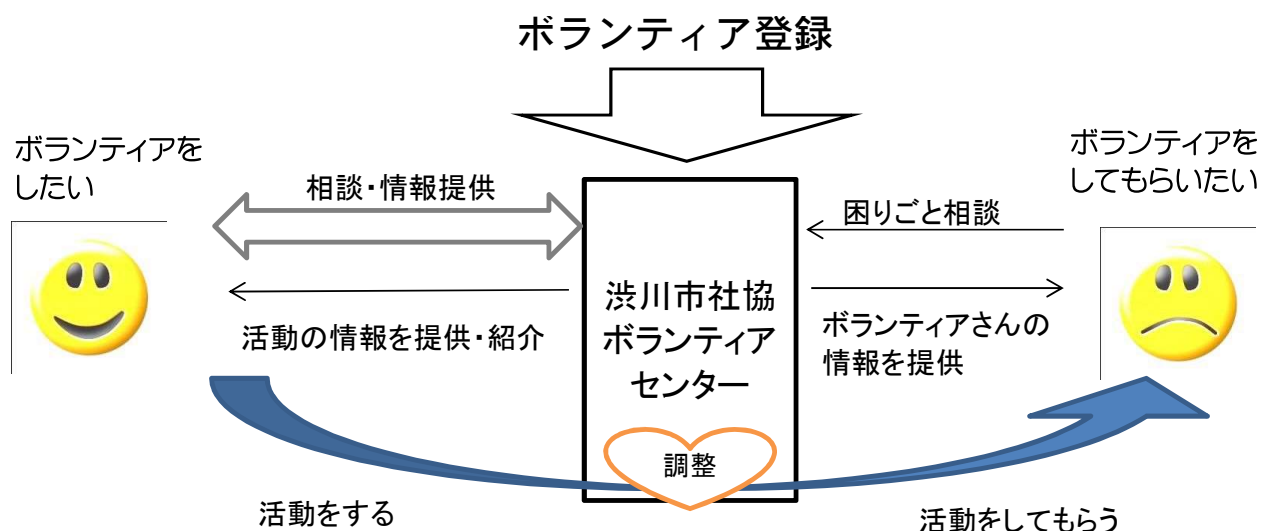 ボランティア登録
ボランティアを
したい
相談・情報提供
活動の情報を提供・紹介
渋川市社協
ボランティア
センター
調整
ボランティアを
してもらいたい
困りごと相談
ボランティアさんの
情報を提供
活動をする
活動をしてもらう